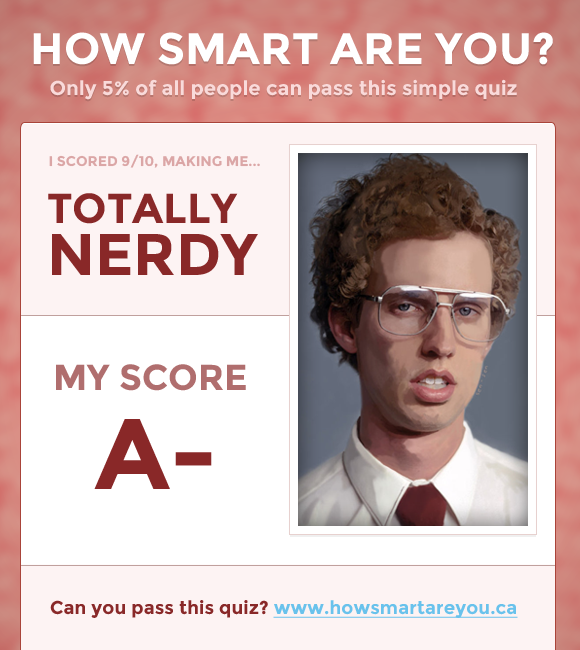 HOW SMART ARE YOU?
Only 5% of all people can pass this simple quiz
I SCORED 9/10, MAKING ME...
TOTALLY
NERDY
MY SCORE
A-
Can you pass this quiz? www.howsmartareyou.ca